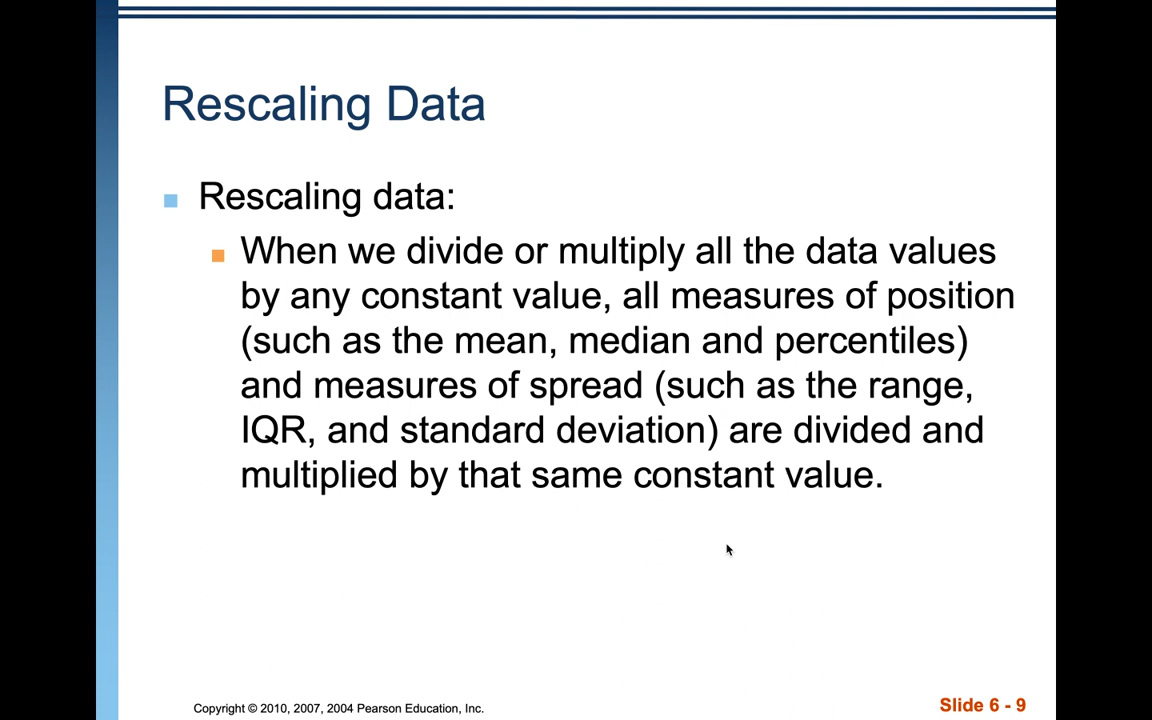 Rescaling Data
Rescaling data:
When we divide or multiply all the data values
by any constant value, all measures of position
(such as the mean, median and percentiles)
and measures of spread (such as the range,
IQR, and standard deviation) are divided and
multiplied by that same constant value.
Copyright © 2010, 2007, 2004 Pearson Education, Inc.
Slide 6 - 9